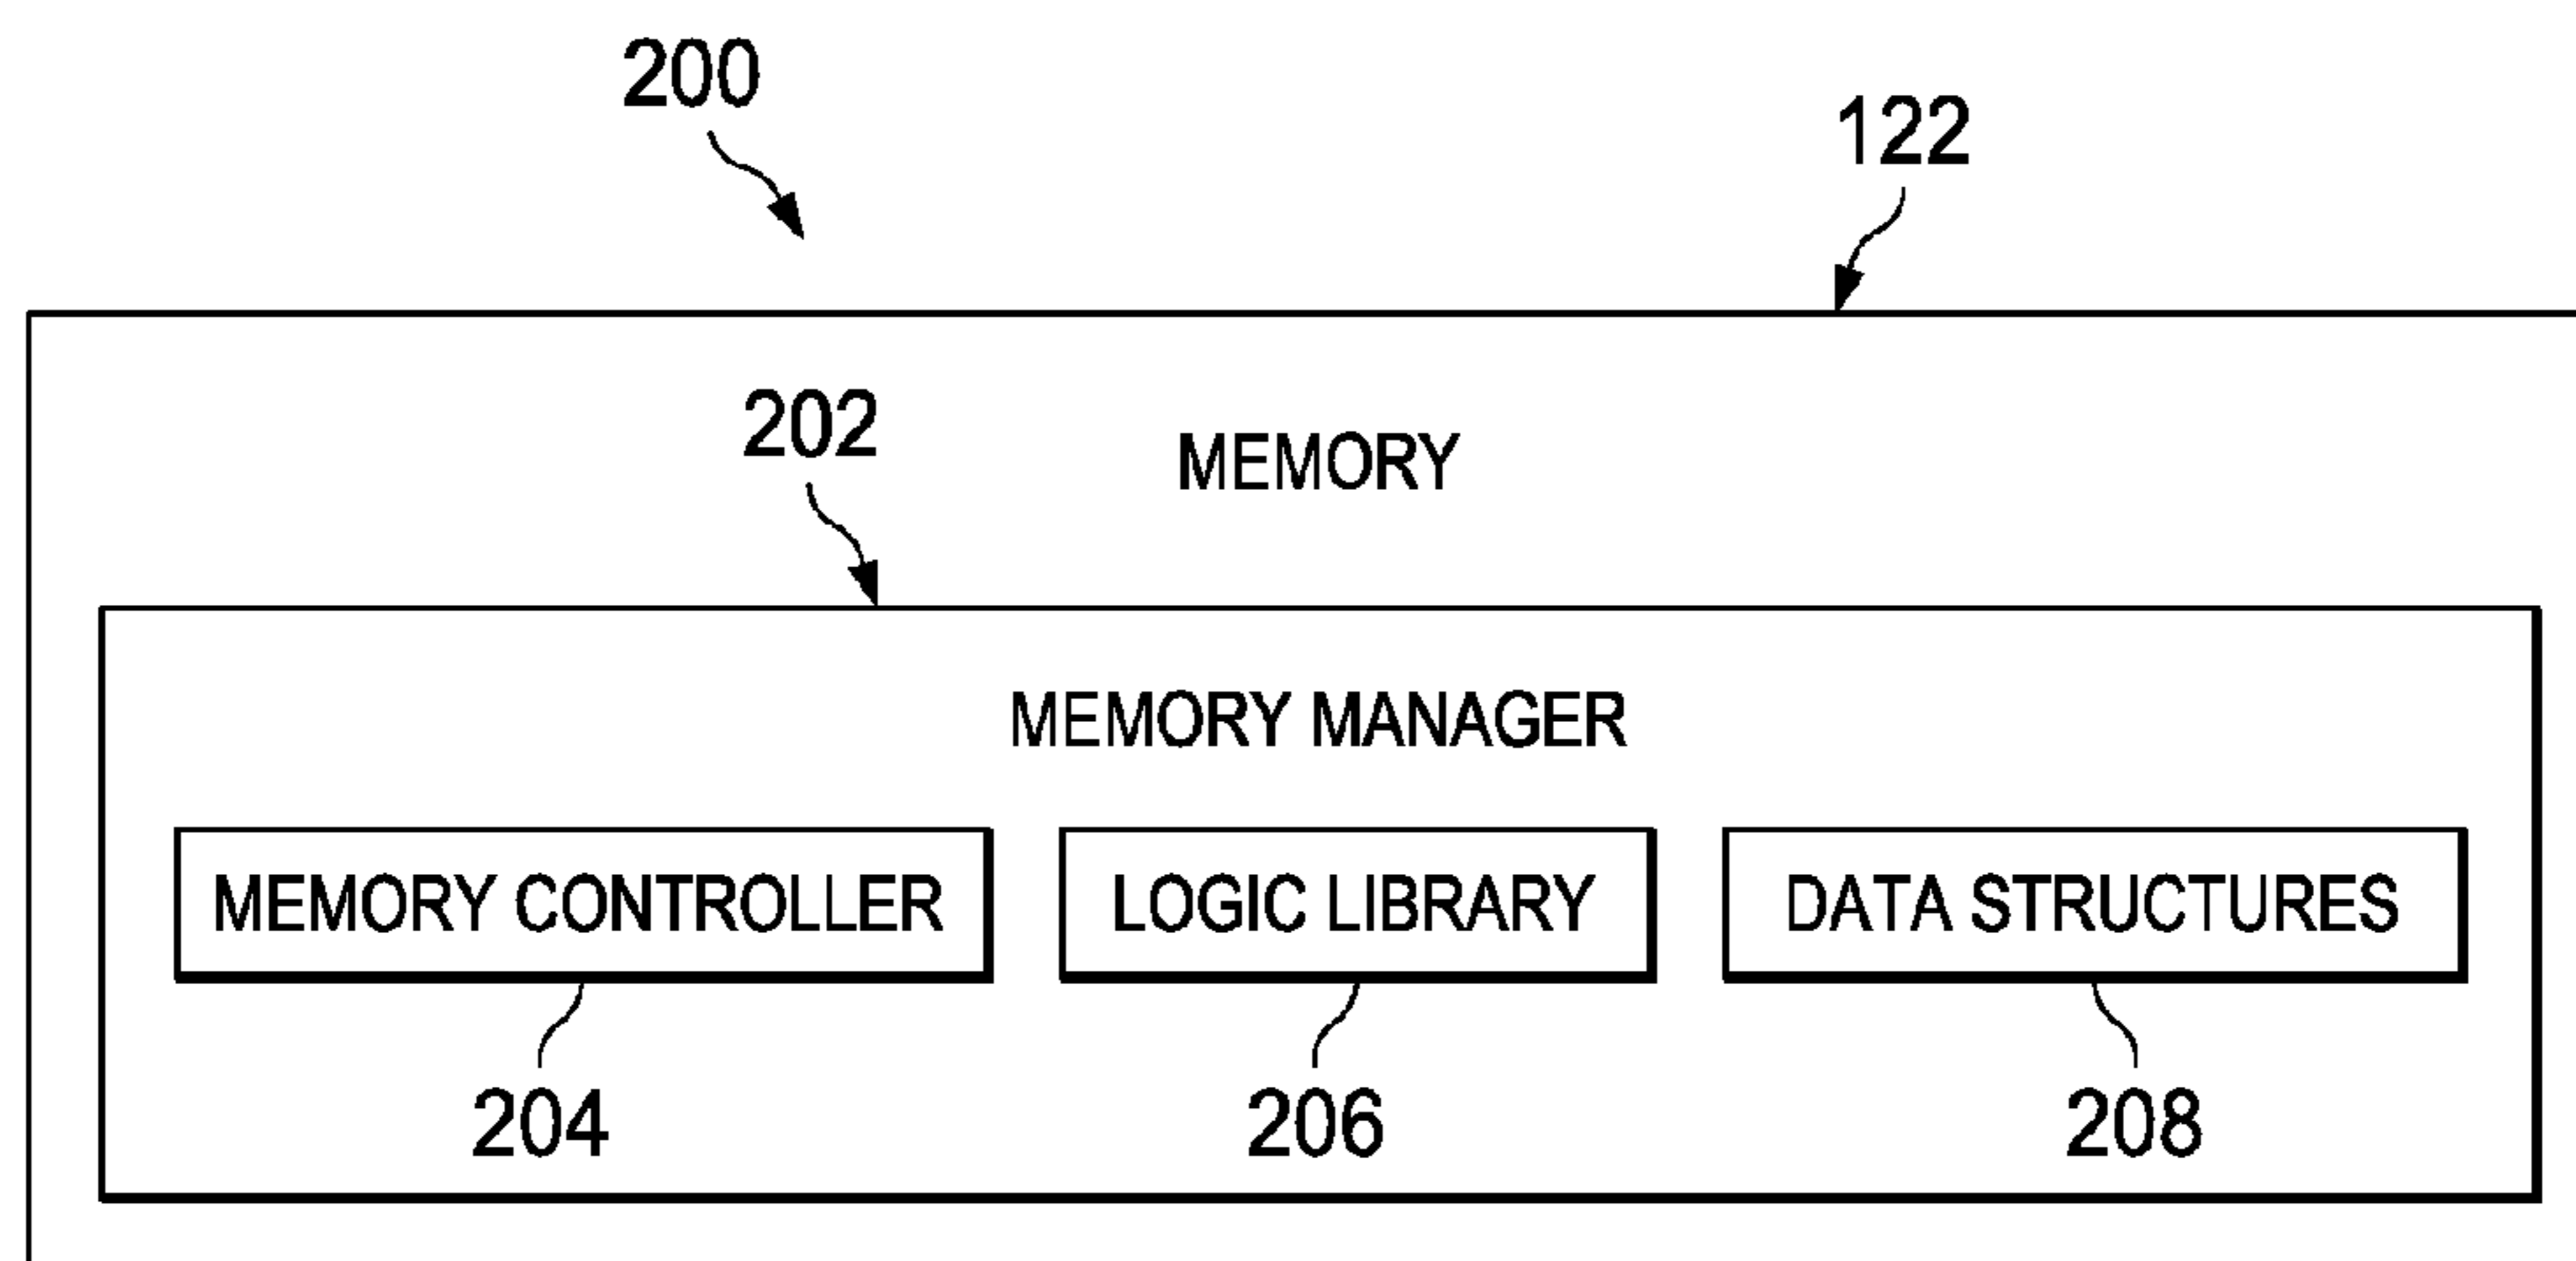 200
122
202
MEMORY
MEMORY MANAGER
MEMORY CONTROLLER
LOGIC LIBRARY
DATA STRUCTURES
204
206
208